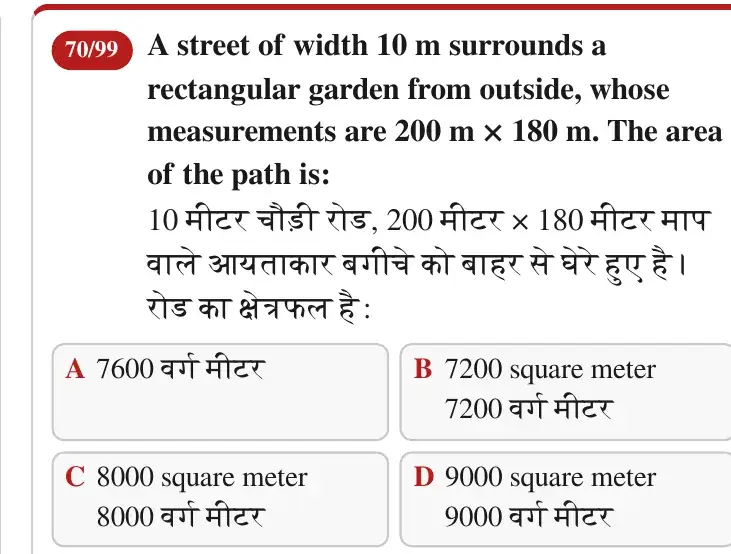 70/99 A street of width 10 m surrounds a
rectangular garden from outside, whose
measurements are 200 m × 180 m. The area
of the path is:
10 मीटर चौड़ी रोड, 200 मीटर × 180 मीटर माप
वाले आयताकार बगीचे को बाहर से घेरे हुए है।
रोड का क्षेत्रफल है:
A 7600 वर्ग मीटर
B 7200 square meter
7200 वर्ग मीटर
C 8000 square meter
8000 वर्ग मीटर
D 9000 square meter
9000 वर्ग मीटर